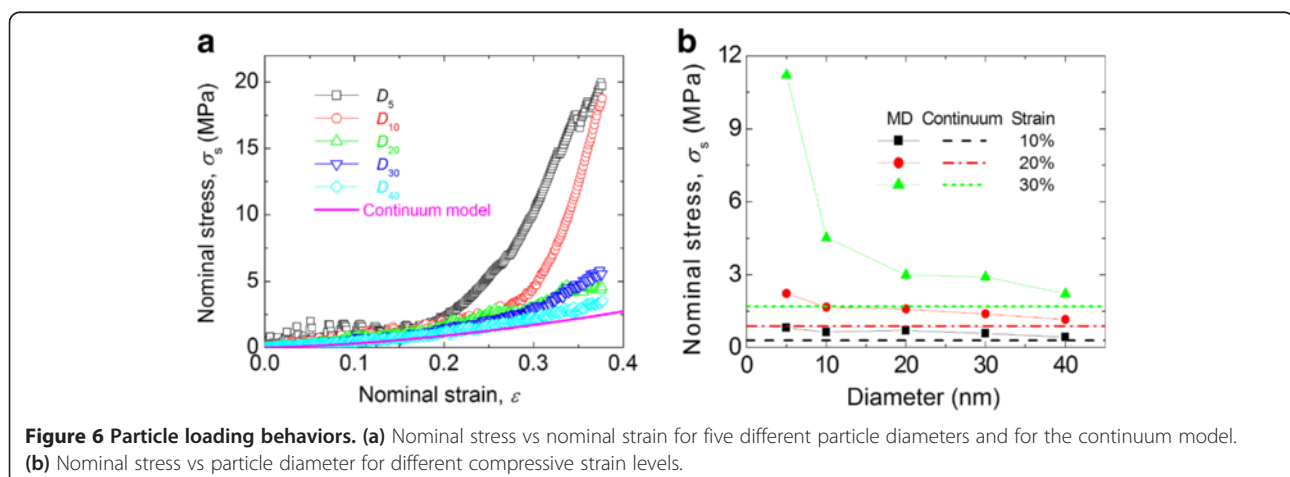 a
Nominal stress, σs (MPa)
20
15
10
5
0
D5
D10
D20
D30
D40
Continuum model
0.0 0.1 0.2 0.3 0.4
Nominal strain, ε
b
Nominal stress, σs (MPa)
12
9
6
3
0
MD Continuum Strain
10%
20%
30%
0 10 20 30 40
Diameter (nm)
Figure 6 Particle loading behaviors. (a) Nominal stress vs nominal strain for five different particle diameters and for the continuum model.
(b) Nominal stress vs particle diameter for different compressive strain levels.